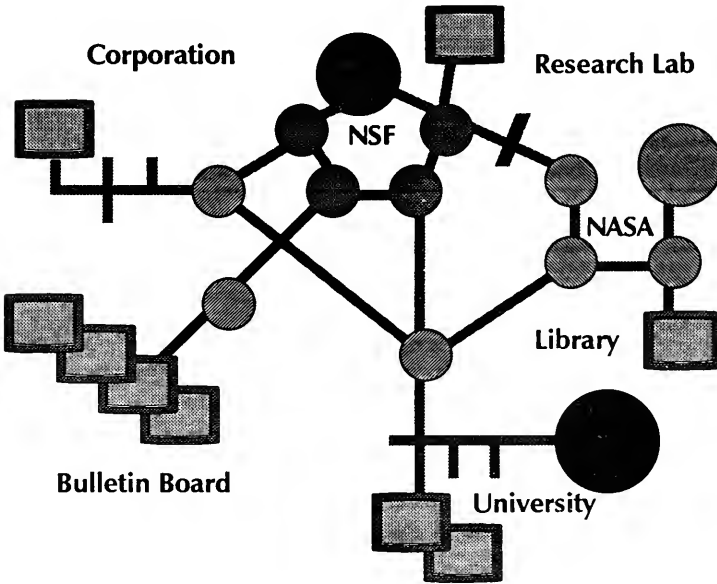 Corporation
Research Lab
NSF
NASA
Library
Bulletin Board
University